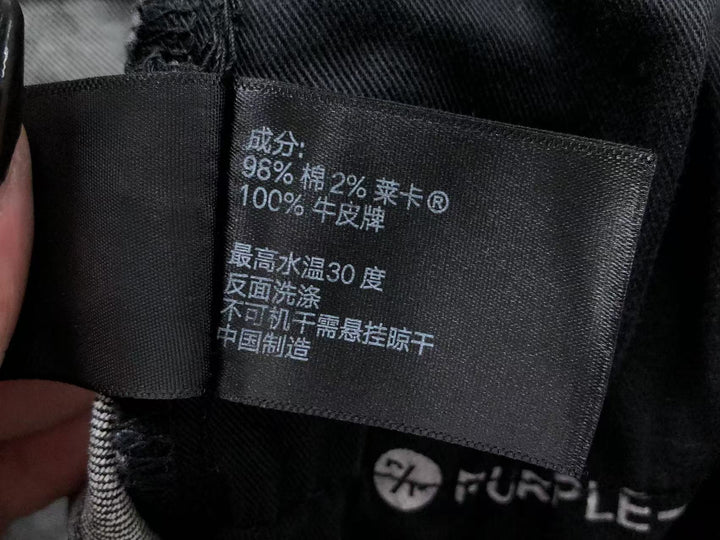 成分:
98% 棉 2% 莱卡®
100% 牛皮牌
最高水温30 度
反面洗涤
不可机干需悬挂晾干
中国制造
PURPLE-